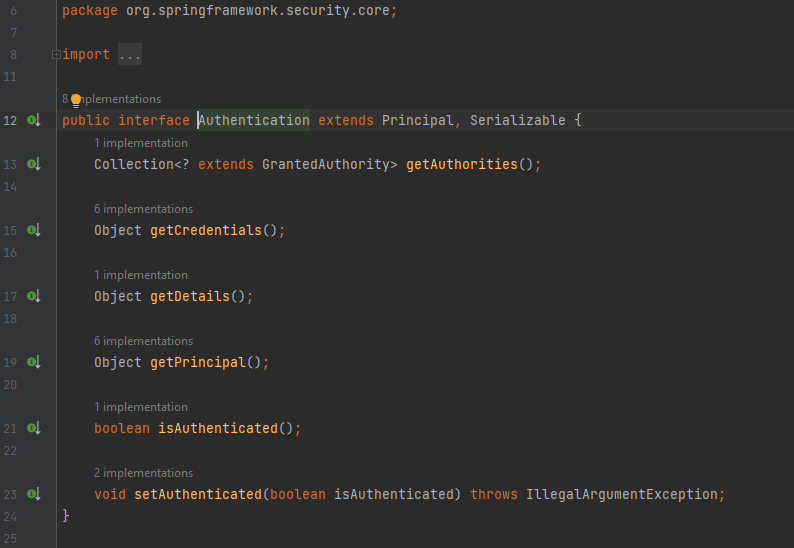 6 package org.springframework.security.core;
7
8 import ...
11
8 implementations
12 public interface Authentication extends Principal, Serializable {
1 implementation
13 Collection<? extends GrantedAuthority> getAuthorities();
14
6 implementations
15 Object getCredentials();
16
1 implementation
17 Object getDetails();
18
6 implementations
19 Object getPrincipal();
20
1 implementation
21 boolean isAuthenticated();
22
2 implementations
23 void setAuthenticated(boolean isAuthenticated) throws IllegalArgumentException;
24 }
25